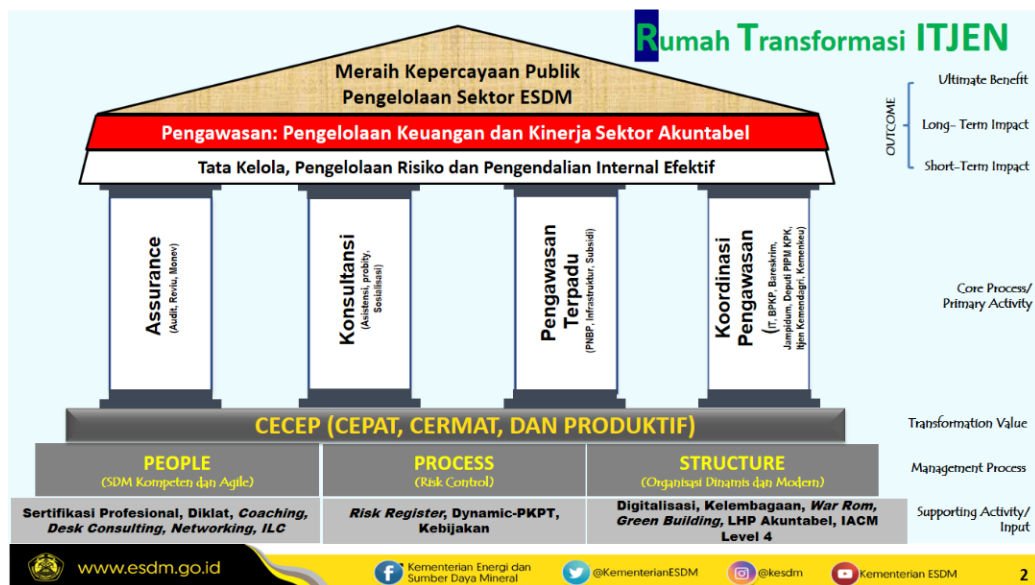 Rumah Transformasi ITJEN
Meraih Kepercayaan Publik
Pengelolaan Sektor ESDM
Pengawasan: Pengelolaan Keuangan dan Kinerja Sektor Akuntabel
Tata Kelola, Pengelolaan Risiko dan Pengendalian Internal Efektif
OUTCOME
Ultimate Benefit
Long- Term Impact
Short-Term Impact
Assurance
(Audit, Reviu, Monev)
Konsultansi
(Asistensi, probity,
Sosialisasi)
Pengawasan
Terpadu
(PNBP, Infrastruktur, Subsidi)
Koordinasi
Pengawasan
(IT, BPKP, Bareskrim,
Jampidum, Deputi PIPM KPK,
Itjen Kemendagri, Kemenkeu)
Core Process/
Primary Activity
CECEP (CEPAT, CERMAT, DAN PRODUKTIF)
Transformation Value
PEOPLE
(SDM Kompeten dan Agile)
PROCESS
(Risk Control)
STRUCTURE
(Organisasi Dinamis dan Modern)
Management Process
Sertifikasi Profesional, Diklat, Coaching,
Desk Consulting, Networking, ILC
Risk Register, Dynamic-PKPT,
Kebijakan
Digitalisasi, Kelembagaan, War Rom,
Green Building, LHP Akuntabel, IACM
Level 4
Supporting Activity/
Input
www.esdm.go.id
Kementerian Energi dan
Sumber Daya Mineral
@KementerianESDM
@kesdm
Kementerian ESDM
2